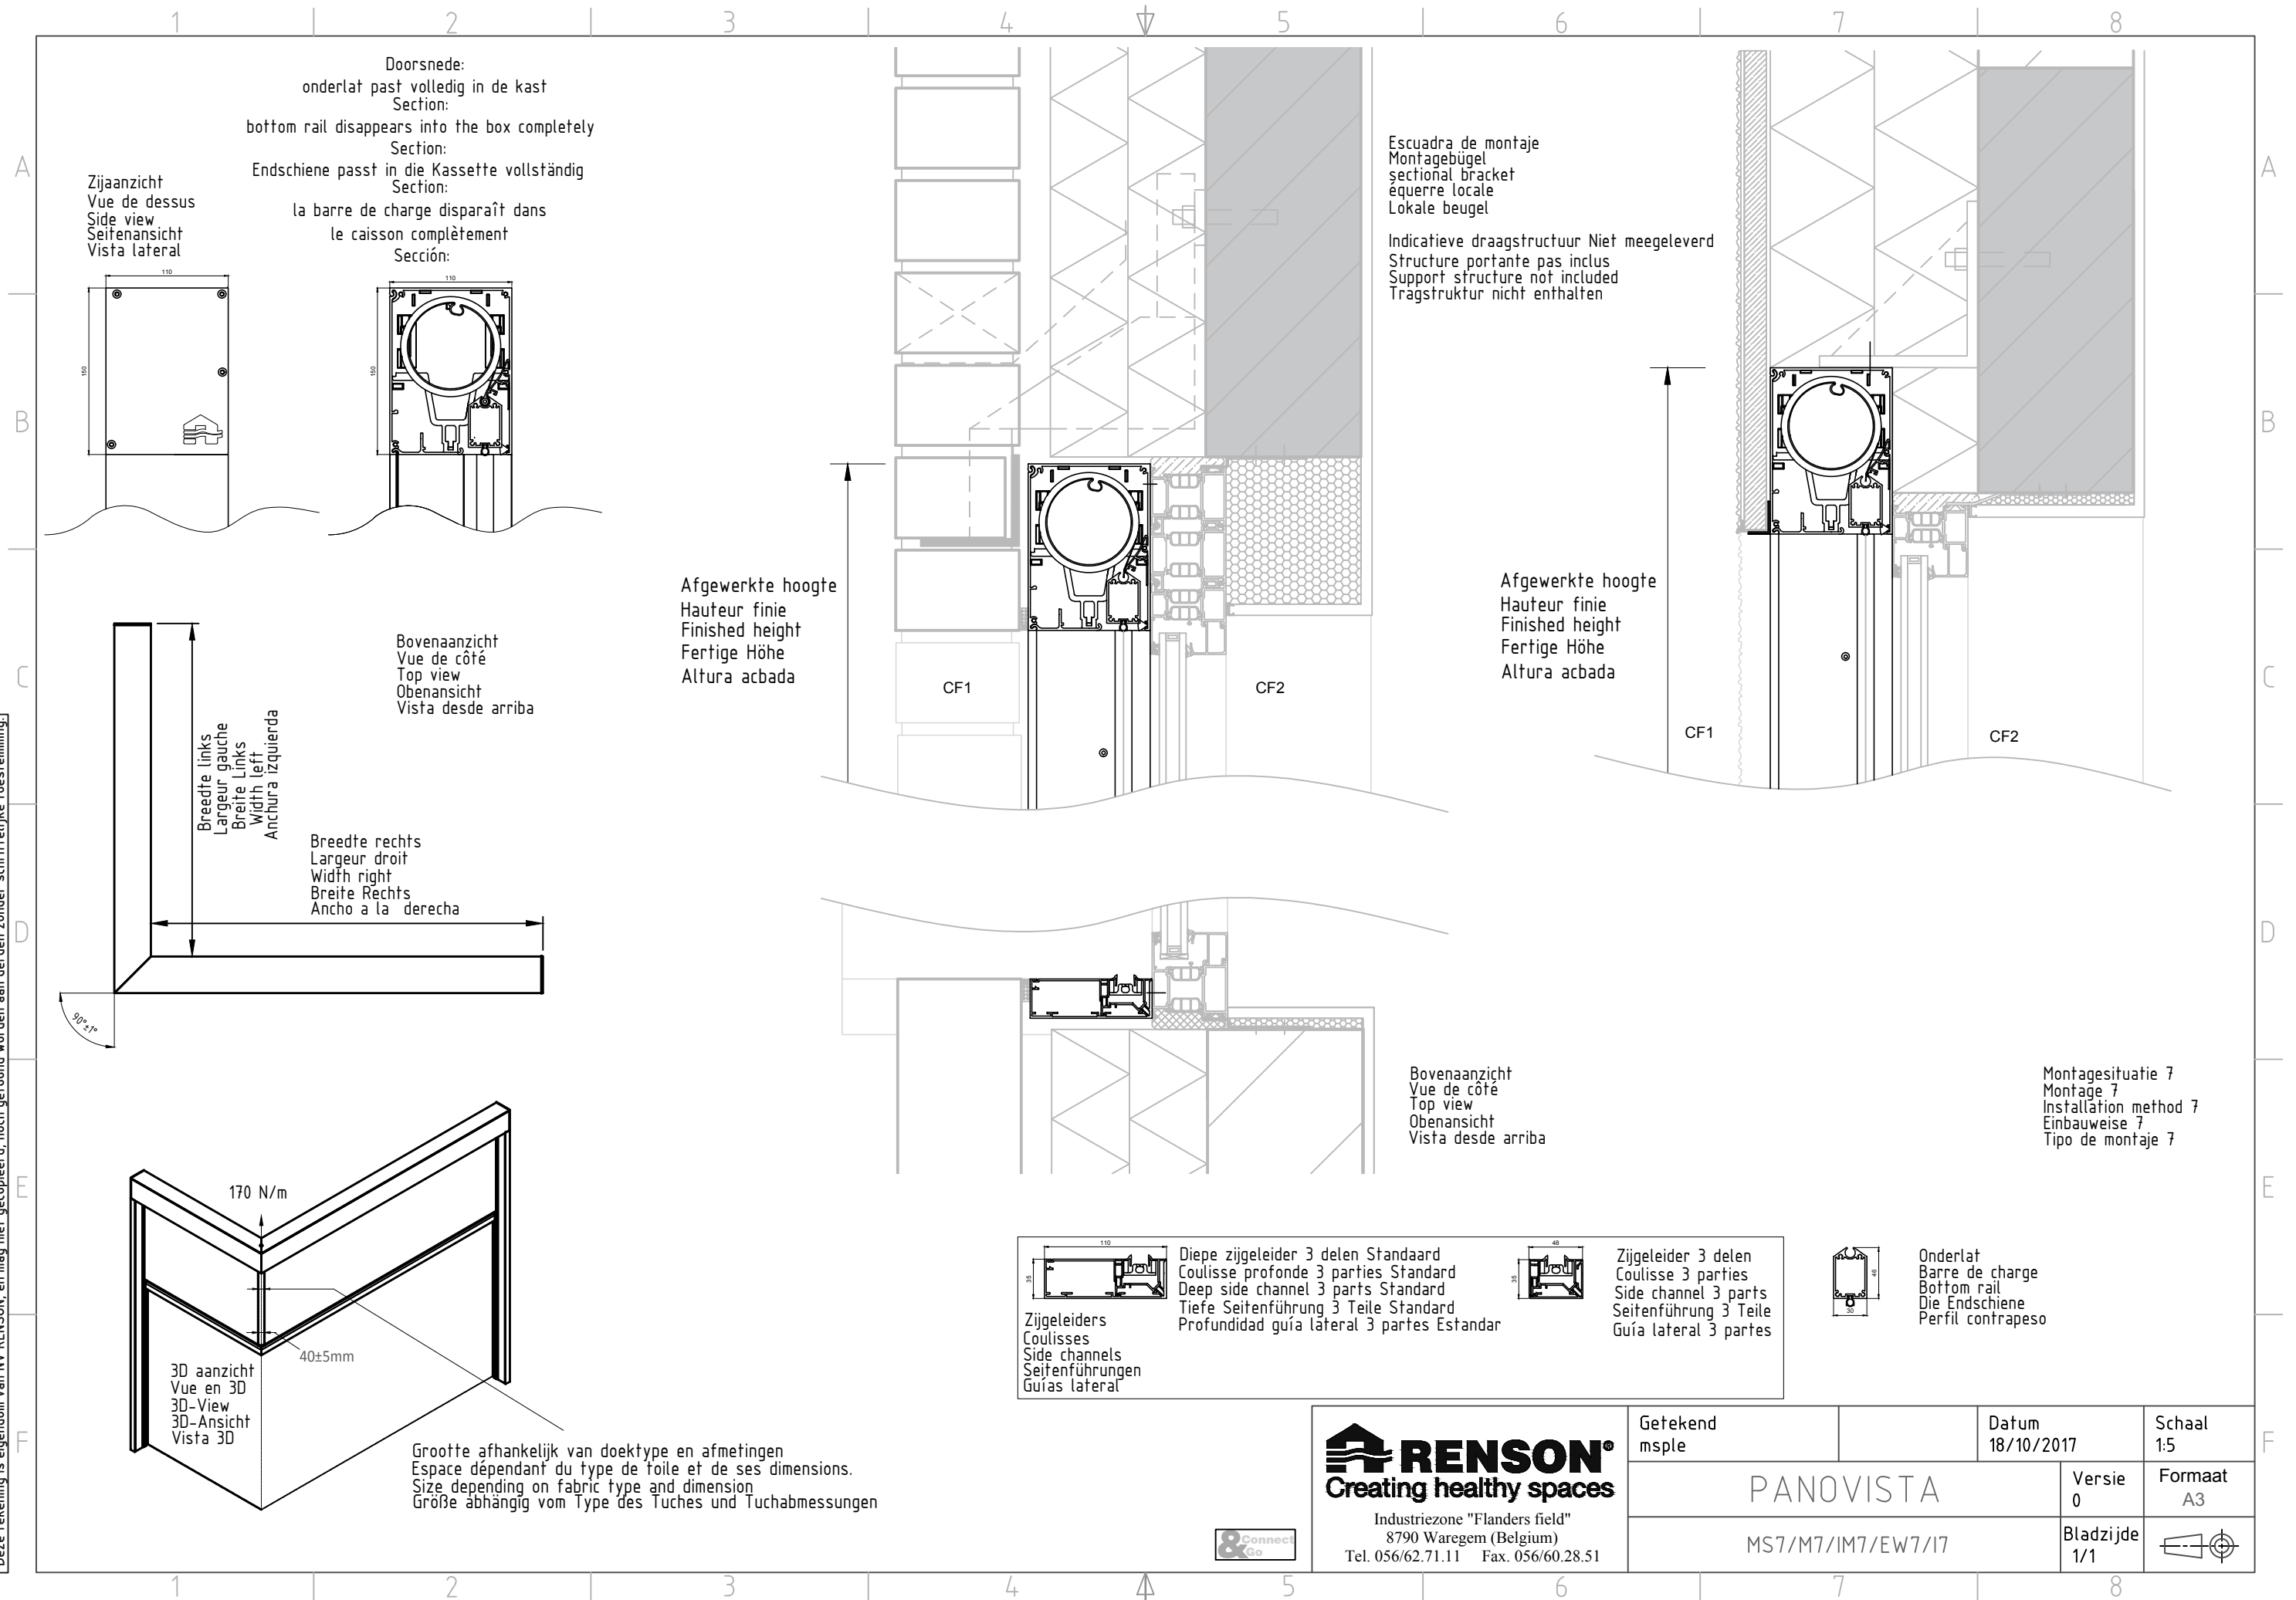 1 2 3 4 5 6 7 8
A
B
C
D
E
F
A
B
C
D
E
F
Doorsnede:
onderlat past volledig in de kast
Section:
bottom rail disappears into the box completely
Section:
Endschiene passt in die Kassette vollständig
Section:
la barre de charge disparaît dans
le caisson complètement
Sección:
Zijaanzicht
Vue de dessus
Side view
Seitenansicht
Vista lateral
110
150
110
150
Escuadra de montaje
Montagebügel
sectional bracket
équerre locale
Lokale beugel
Indicatieve draagstructuur Niet meegeleverd
Structure portante pas inclus
Support structure not included
Tragstruktur nicht enthalten
Afgewerkte hoogte
Hauteur finie
Finished height
Fertige Höhe
Altura acbada
CF1
CF2
Afgewerkte hoogte
Hauteur finie
Finished height
Fertige Höhe
Altura acbada
CF1
CF2
Bovenaanzicht
Vue de côté
Top view
Obenansicht
Vista desde arriba
Breedte links
Largeur gauche
Breite Links
Width left
Anchura izquierda
Breedte rechts
Largeur droit
Width right
Breite Rechts
Ancho a la derecha
90°±1°
Bovenaanzicht
Vue de côté
Top view
Obenansicht
Vista desde arriba
Montagesituatie 7
Montage 7
Installation method 7
Einbauweise 7
Tipo de montaje 7
170 N/m
40±5mm
3D aanzicht
Vue en 3D
3D-View
3D-Ansicht
Vista 3D
Grootte afhankelijk van doektype en afmetingen
Espace dépendant du type de toile et de ses dimensions.
Size depending on fabric type and dimension
Größe abhängig vom Type des Tuches und Tuchabmessungen
110
35
Diepe zijgeleider 3 delen Standaard
Coulisse profonde 3 parties Standard
Deep side channel 3 parts Standard
Tiefe Seitenführung 3 Teile Standard
Profundidad guía lateral 3 partes Estandar
Zijgeleiders
Coulisses
Side channels
Seitenführungen
Guías lateral
48
35
Zijgeleider 3 delen
Coulisse 3 parties
Side channel 3 parts
Seitenführung 3 Teile
Guía lateral 3 partes
46
30
Onderlat
Barre de charge
Bottom rail
Die Endschiene
Perfil contrapeso
&Connect
Go
RENSON®
Creating healthy spaces
Industriezone "Flanders field"
8790 Waregem (Belgium)
Tel. 056/62.71.11 Fax. 056/60.28.51
Getekend
msple
Datum
18/10/2017
Schaal
1:5
PANOVISTA
Versie
0
Formaat
A3
MS7/M7/IM7/EW7/I7
Bladzijde
1/1
1 2 3 4 5 6 7 8